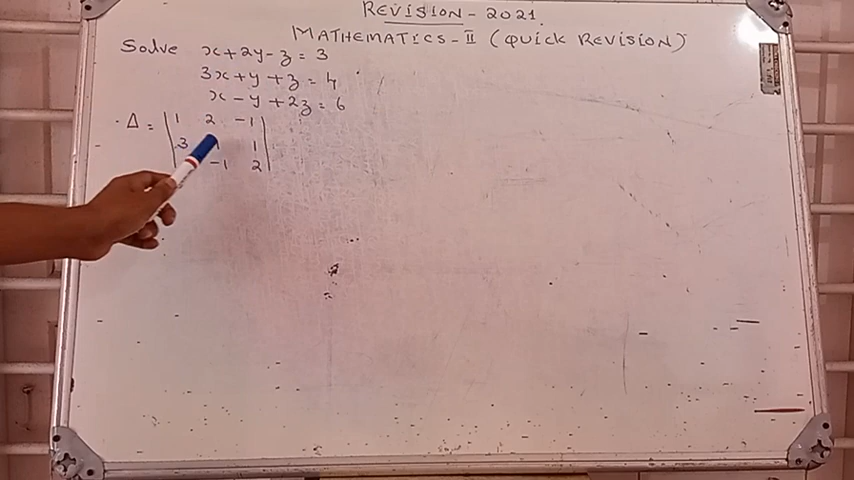 REVISION - 2021
MATHEMATICS - II (QUICK REVISION)
Solve x+2y-z = 3
3x+y+z = 4
x-y+2z = 6
Δ = | 1 2 -1 |
3 1 1
-1 2